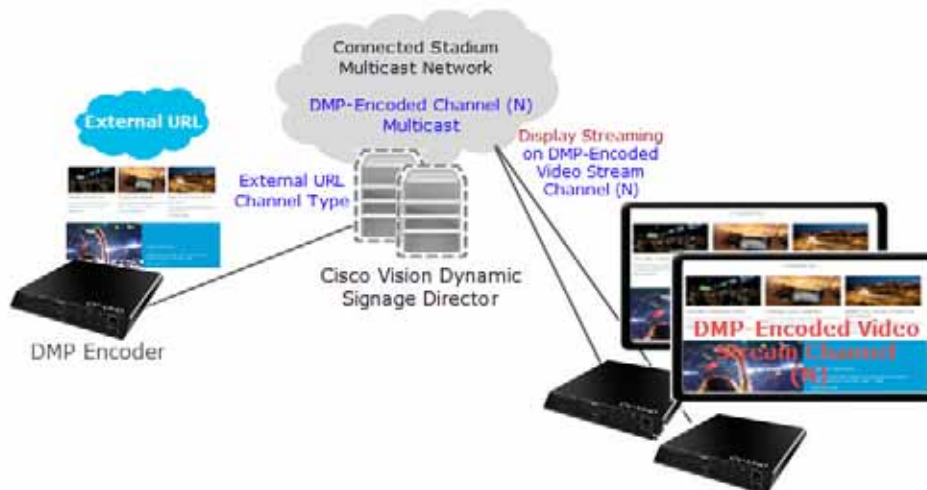 Connected Stadium
Multicast Network
DMP-Encoded Channel (N)
Multicast
External URL
External URL
Channel Type
Display Streaming
on DMP-Encoded
Video Stream
Channel (N)
Cisco Vision Dynamic
Signage Director
DMP Encoder
DMP-Encoded Video
Stream Channel
(N)